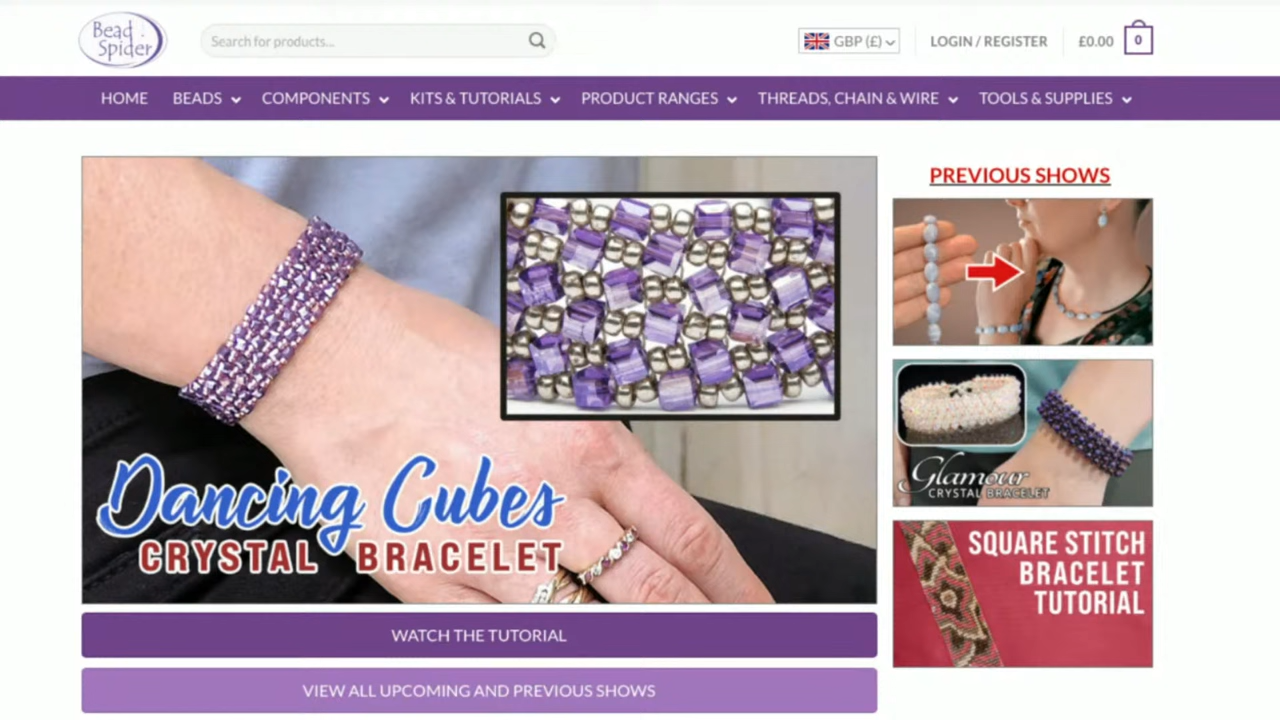 Bead
Spider
Search for products...
GBP (£)
LOGIN / REGISTER
£0.00
0
HOME
BEADS
COMPONENTS
KITS & TUTORIALS
PRODUCT RANGES
THREADS, CHAIN & WIRE
TOOLS & SUPPLIES
Dancing Cubes
CRYSTAL BRACELET
WATCH THE TUTORIAL
VIEW ALL UPCOMING AND PREVIOUS SHOWS
PREVIOUS SHOWS
Glamour
CRYSTAL BRACELET
SQUARE STITCH
BRACELET
TUTORIAL